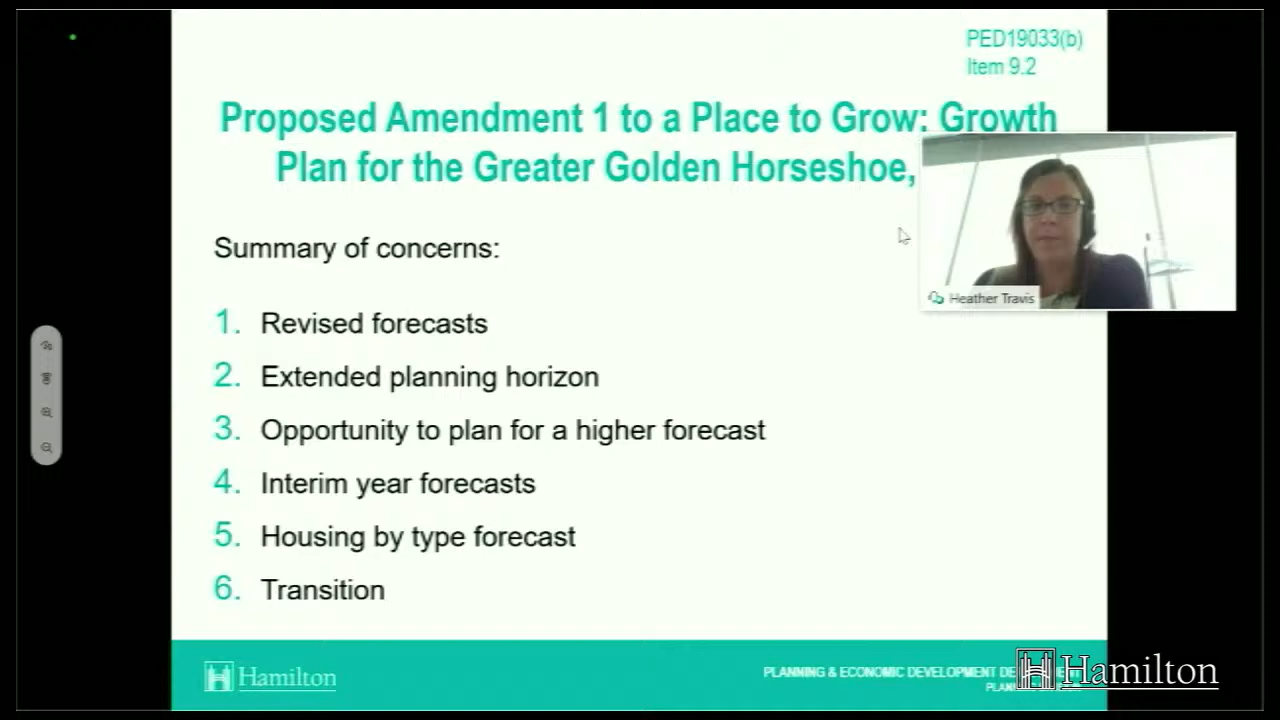 PED19033(b)
Item 9.2
Proposed Amendment 1 to a Place to Grow: Growth
Plan for the Greater Golden Horseshoe,
Heather Travis
Summary of concerns:
1. Revised forecasts
2. Extended planning horizon
3. Opportunity to plan for a higher forecast
4. Interim year forecasts
5. Housing by type forecast
6. Transition
Hamilton
PLANNING & ECONOMIC DEVELOPMENT
Hamilton